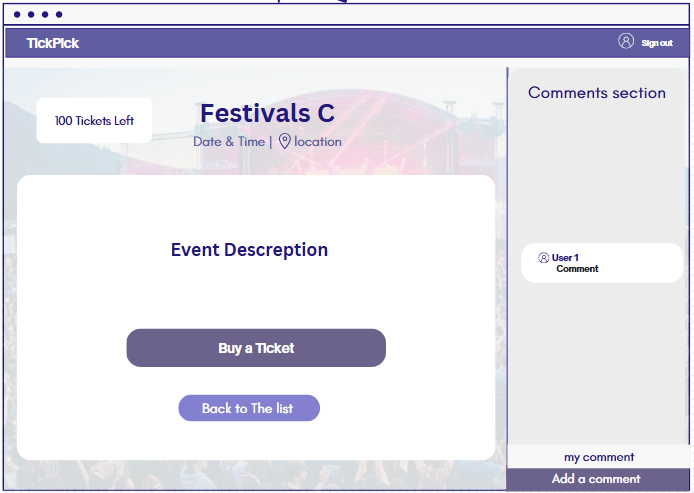 TickPick
Sign out
100 Tickets Left
Festivals C
Date & Time | location
Event Descreption
Buy a Ticket
Back to The list
Comments section
User 1
Comment
my comment
Add a comment